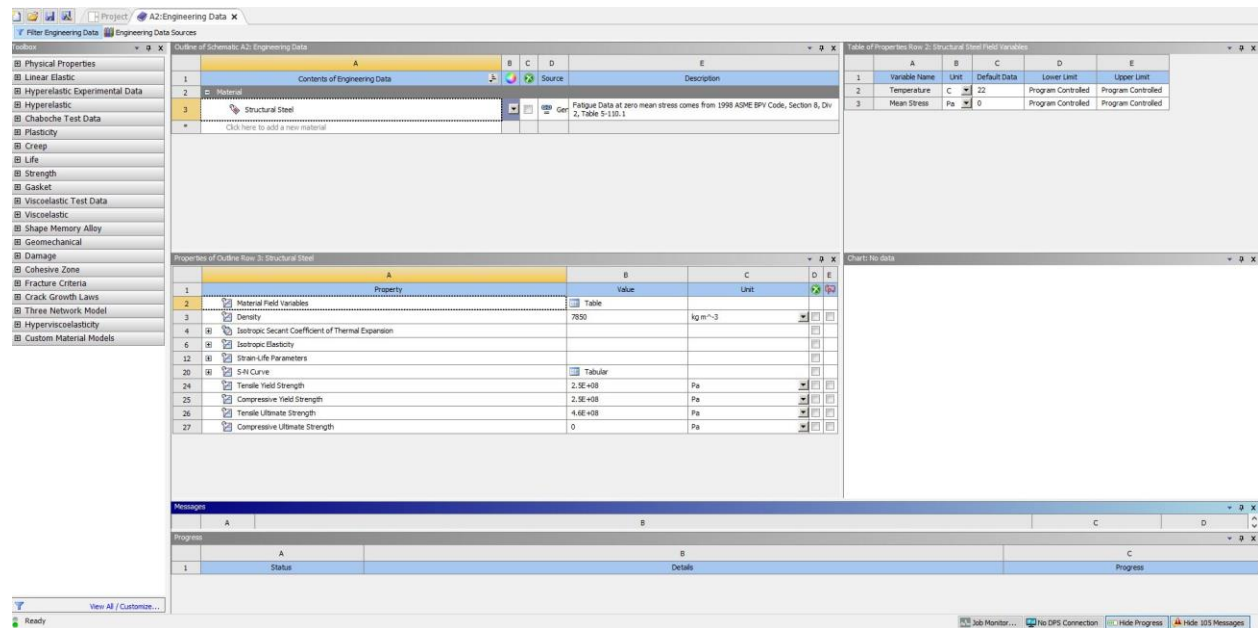 Project
A2:Engineering Data
Filter Engineering Data
Engineering Data Sources
Toolbox
Physical Properties
Linear Elastic
Hyperelastic Experimental Data
Hyperelastic
Chaboche Test Data
Plasticity
Creep
Life
Strength
Gasket
Viscoelastic Test Data
Viscoelastic
Shape Memory Alloy
Geomechanical
Damage
Cohesive Zone
Fracture Criteria
Crack Growth Laws
Three Network Model
Hyperviscoelasticity
Custom Material Models
View All / Customize...
Outline of Schematic A2: Engineering Data
A B C D E
1 Contents of Engineering Data Source Description
2 Material
3 Structural Steel Ger Fatigue Data at zero mean stress comes from 1998 ASME BPV Code, Section 8, Div
2, Table 5-110.1
* Click here to add a new material
Table of Properties Row 2: Structural Steel Field Variables
A B C D E
1 Variable Name Unit Default Data Lower Limit Upper Limit
2 Temperature C 22 Program Controlled Program Controlled
3 Mean Stress Pa 0 Program Controlled Program Controlled
Properties of Outline Row 3: Structural Steel
A B C D E
1 Property Value Unit
2 Material Field Variables Table
3 Density 7850 kg m^-3
4 Isotropic Secant Coefficient of Thermal Expansion
6 Isotropic Elasticity
12 Strain-Life Parameters
20 S-N Curve Tabular
24 Tensile Yield Strength 2.5E+08 Pa
25 Compressive Yield Strength 2.5E+08 Pa
26 Tensile Ultimate Strength 4.6E+08 Pa
27 Compressive Ultimate Strength 0 Pa
Chart: No data
Messages
A B C D
Progress
A B C
1 Status Details Progress
Ready
Job Monitor...
No DPS Connection
Hide Progress
Hide 105 Messages